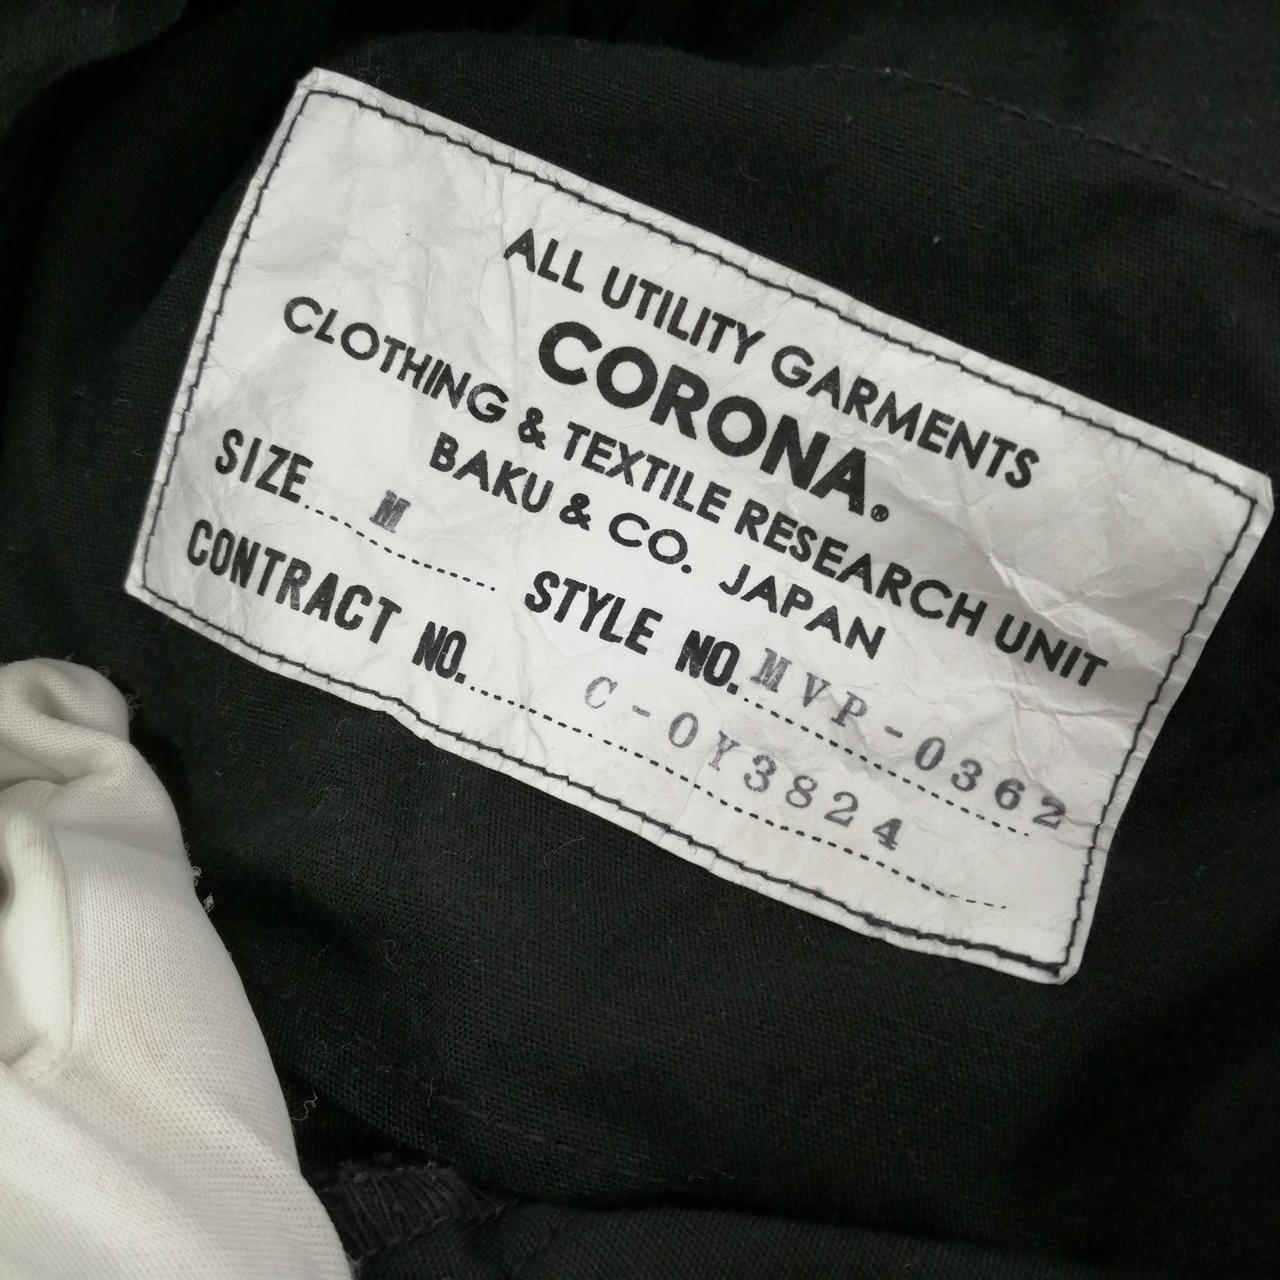 ALL UTILITY GARMENTS
CORONA®
CLOTHING & TEXTILE RESEARCH UNIT
BAKU & CO. JAPAN
SIZE M STYLE NO. MVP-0362
CONTRACT NO. C-0Y3824